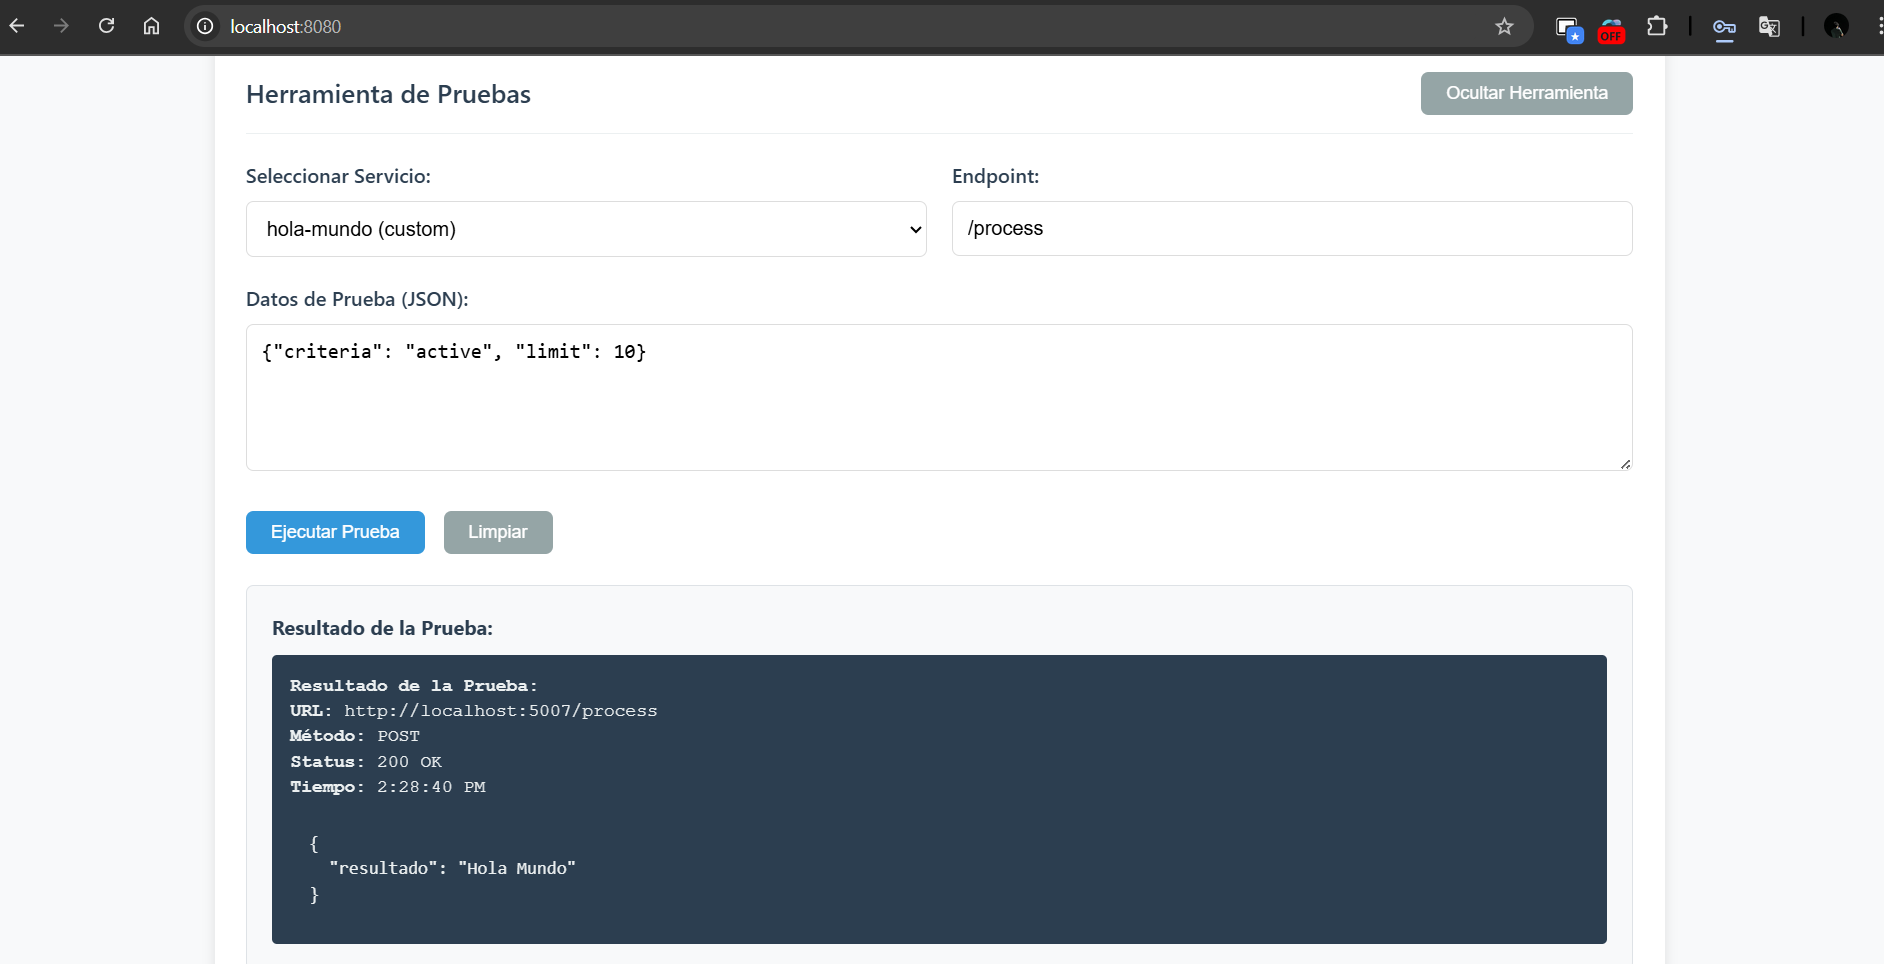 localhost:8080
OFF
Herramienta de Pruebas
Ocultar Herramienta
Seleccionar Servicio:
Endpoint:
hola-mundo (custom)
/process
Datos de Prueba (JSON):
{"criteria": "active", "limit": 10}
Ejecutar Prueba
Limpiar
Resultado de la Prueba:
Resultado de la Prueba:
URL: http://localhost:5007/process
Método: POST
Status: 200 OK
Tiempo: 2:28:40 PM
{
"resultado": "Hola Mundo"
}